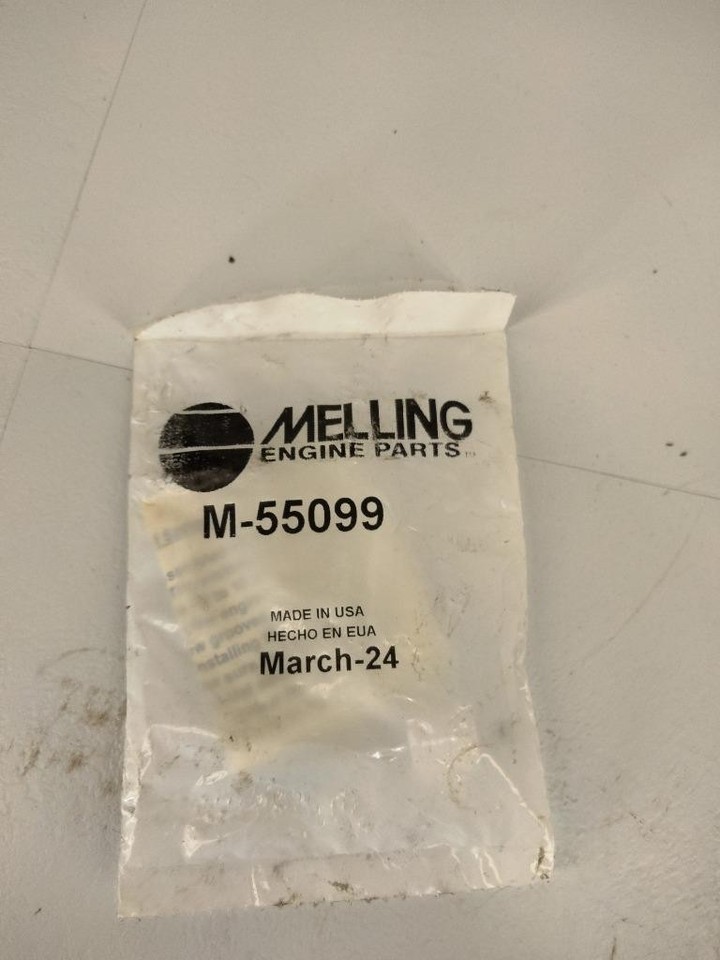 MELLING
ENGINE PARTS
M-55099
MADE IN USA
HECHO EN EUA
March-24